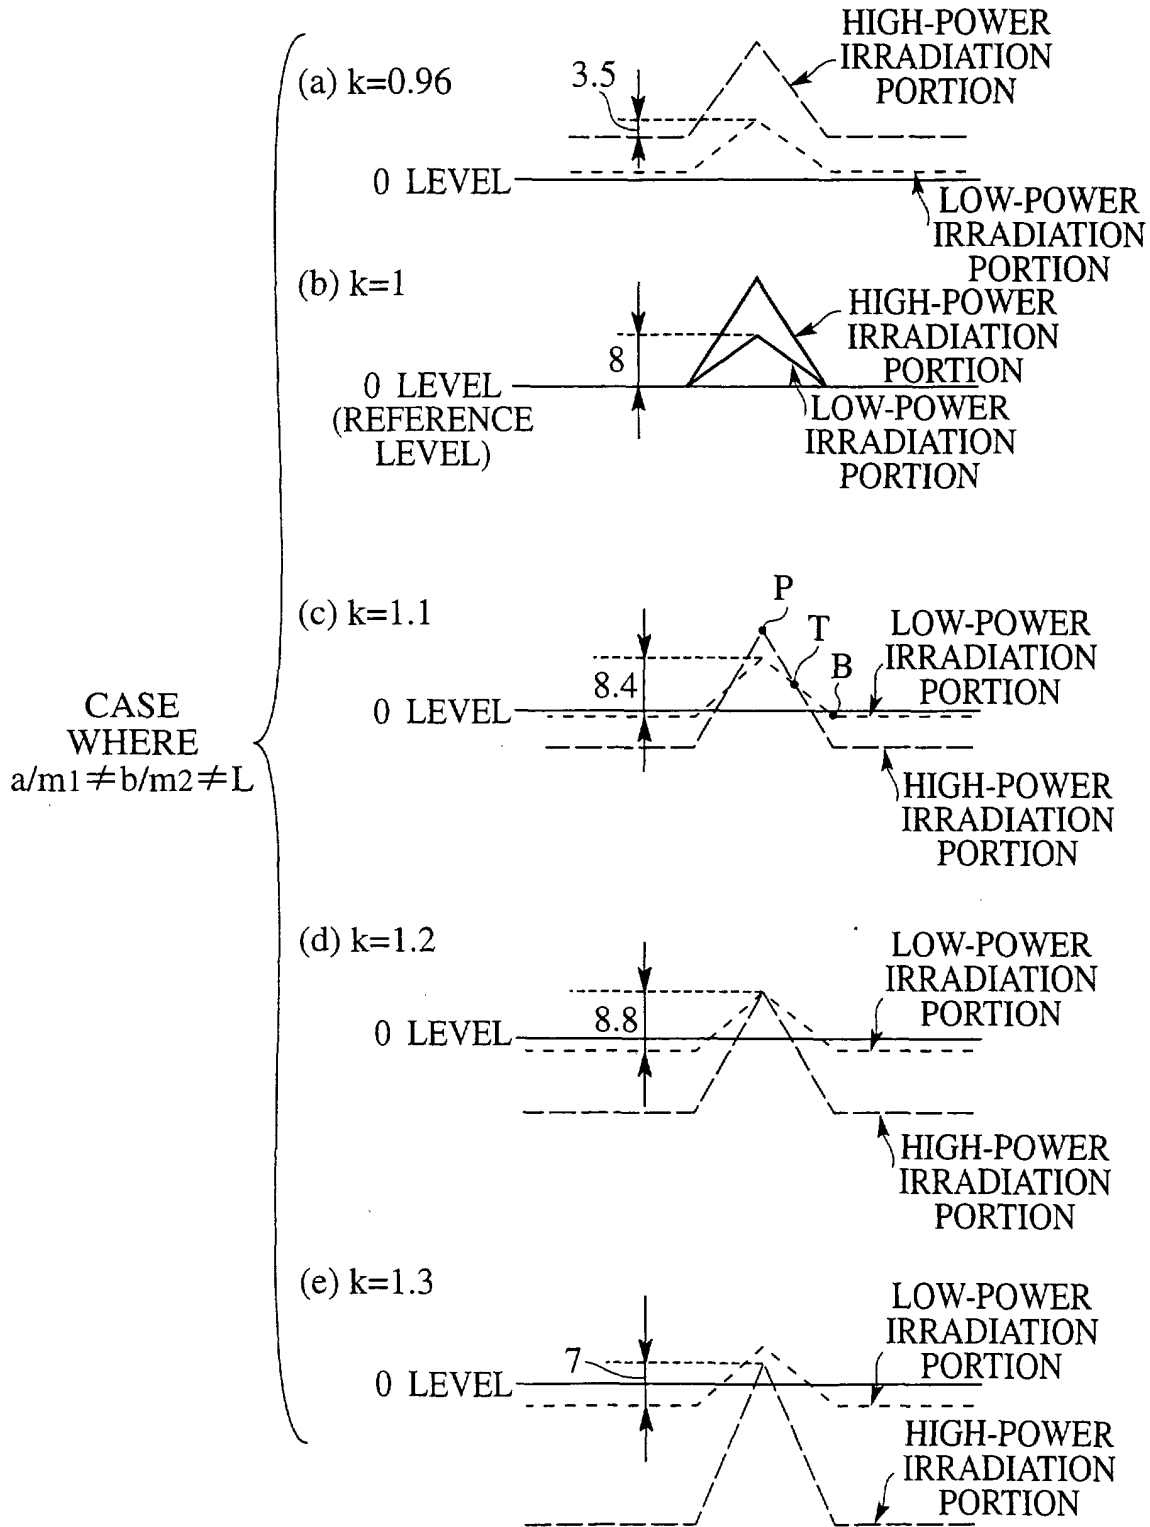 CASE
WHERE
a/m1≠b/m2≠L
(a) k=0.96
3.5
HIGH-POWER
IRRADIATION
PORTION
0 LEVEL
LOW-POWER
IRRADIATION
PORTION
(b) k=1
8
HIGH-POWER
IRRADIATION
PORTION
0 LEVEL
(REFERENCE
LEVEL)
LOW-POWER
IRRADIATION
PORTION
(c) k=1.1
P
T
B
8.4
LOW-POWER
IRRADIATION
PORTION
0 LEVEL
HIGH-POWER
IRRADIATION
PORTION
(d) k=1.2
8.8
LOW-POWER
IRRADIATION
PORTION
0 LEVEL
HIGH-POWER
IRRADIATION
PORTION
(e) k=1.3
7
LOW-POWER
IRRADIATION
PORTION
0 LEVEL
HIGH-POWER
IRRADIATION
PORTION